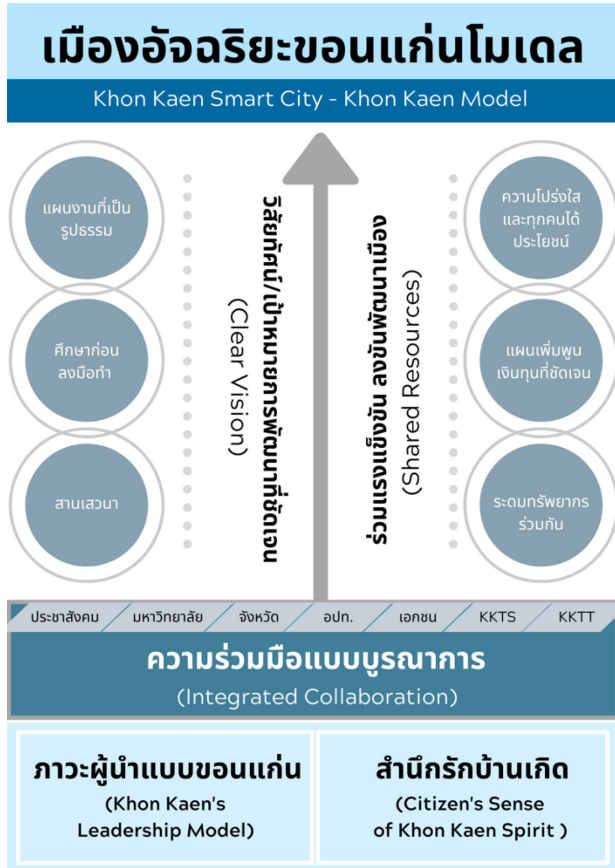 เมืองอัจฉริยะขอนแก่นโมเดล
Khon Kaen Smart City - Khon Kaen Model
แผนงานที่เป็น
รูปธรรม
ศึกษาก่อน
ลงมือทำ
สานเสวนา
วิสัยทัศน์/เป้าหมายการพัฒนาที่ชัดเจน
(Clear Vision)
ร่วมแรงแข็งขัน ลงขันพัฒนาเมือง
(Shared Resources)
ความโปร่งใส
และทุกคนได้
ประโยชน์
แผนเพิ่มพูน
เงินทุนที่ชัดเจน
ระดมทรัพยากร
ร่วมกัน
ประชาสังคม มหาวิทยาลัย จังหวัด อปท. เอกชน KKTS KKTT
ความร่วมมือแบบบูรณาการ
(Integrated Collaboration)
ภาวะผู้นำแบบขอนแก่น
(Khon Kaen's
Leadership Model)
สำนึกรักบ้านเกิด
(Citizen's Sense
of Khon Kaen Spirit )